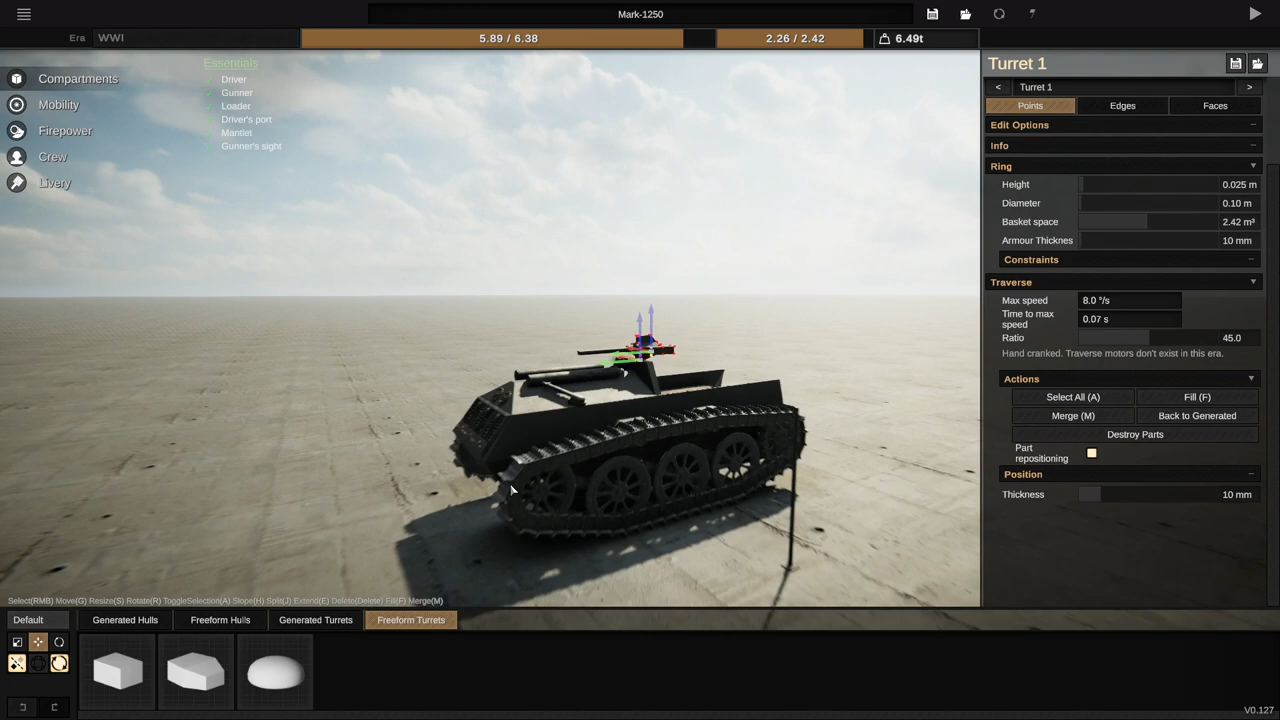 Mark-1250
Era WWI 5.89 / 6.38 2.26 / 2.42 6.49t
Compartments
Mobility
Firepower
Crew
Livery
Essentials
Driver
Gunner
Loader
Driver's port
Mantlet
Gunner's sight
Turret 1
< Turret 1 >
Points Edges Faces
Edit Options
Info
Ring
Height 0.025 m
Diameter 0.10 m
Basket space 2.42 m³
Armour Thicknes 10 mm
Constraints
Traverse
Max speed 8.0 °/s
Time to max
speed 0.07 s
Ratio 45.0
Hand cranked. Traverse motors don't exist in this era.
Actions
Select All (A) Fill (F)
Merge (M) Back to Generated
Destroy Parts
Part
repositioning
Position
Thickness 10 mm
Select(RMB) Move(G) Resize(S) Rotate(R) ToggleSelection(A) Slope(H) Split(J) Extend(E) Delete(Delete) Fill(F) Merge(M)
Default Generated Hulls Freeform Hulls Generated Turrets Freeform Turrets
V0.127